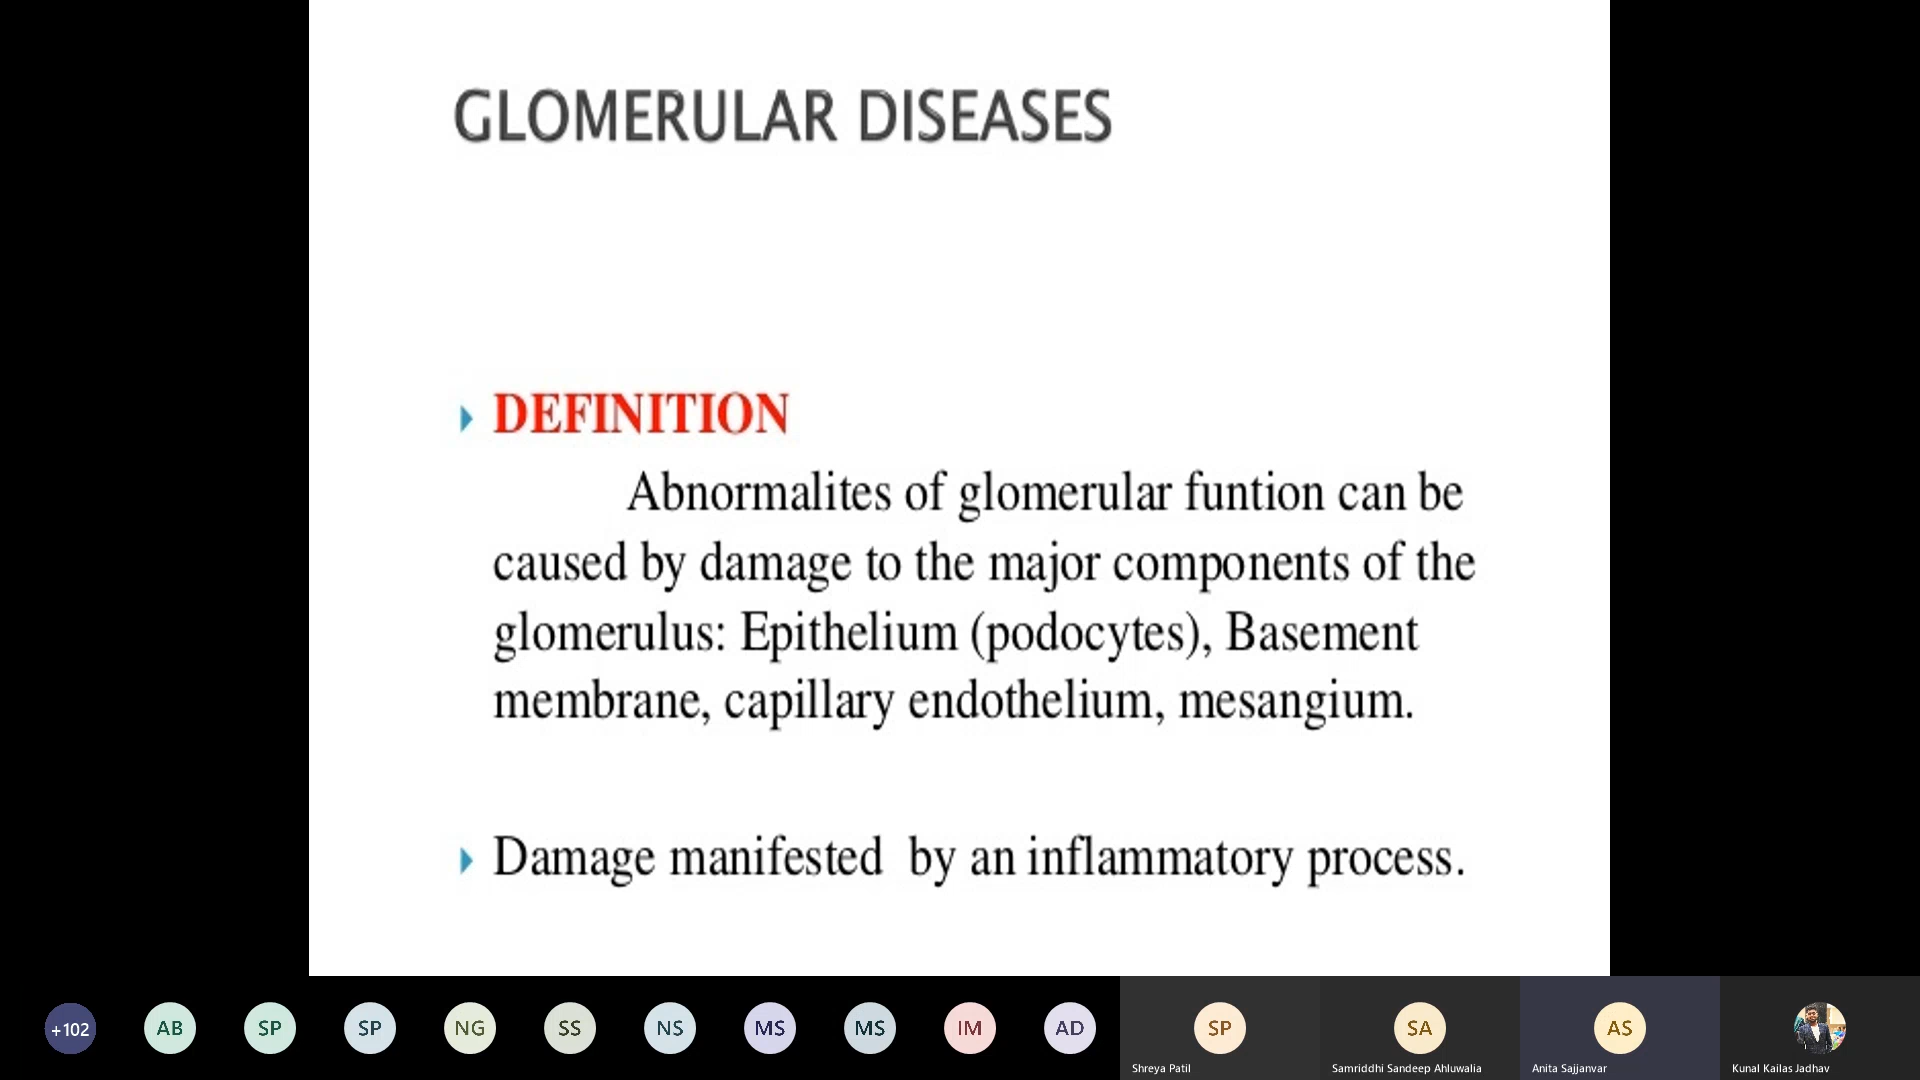 GLOMERULAR DISEASES
DEFINITION
Abnormalites of glomerular funtion can be
caused by damage to the major components of the
glomerulus: Epithelium (podocytes), Basement
membrane, capillary endothelium, mesangium.
Damage manifested by an inflammatory process.
+102
AB
SP
SP
NG
SS
NS
MS
MS
IM
AD
SP
SA
AS
Shreya Patil
Samriddhi Sandeep Ahluwalia
Anita Sajjanvar
Kunal Kailas Jadhav